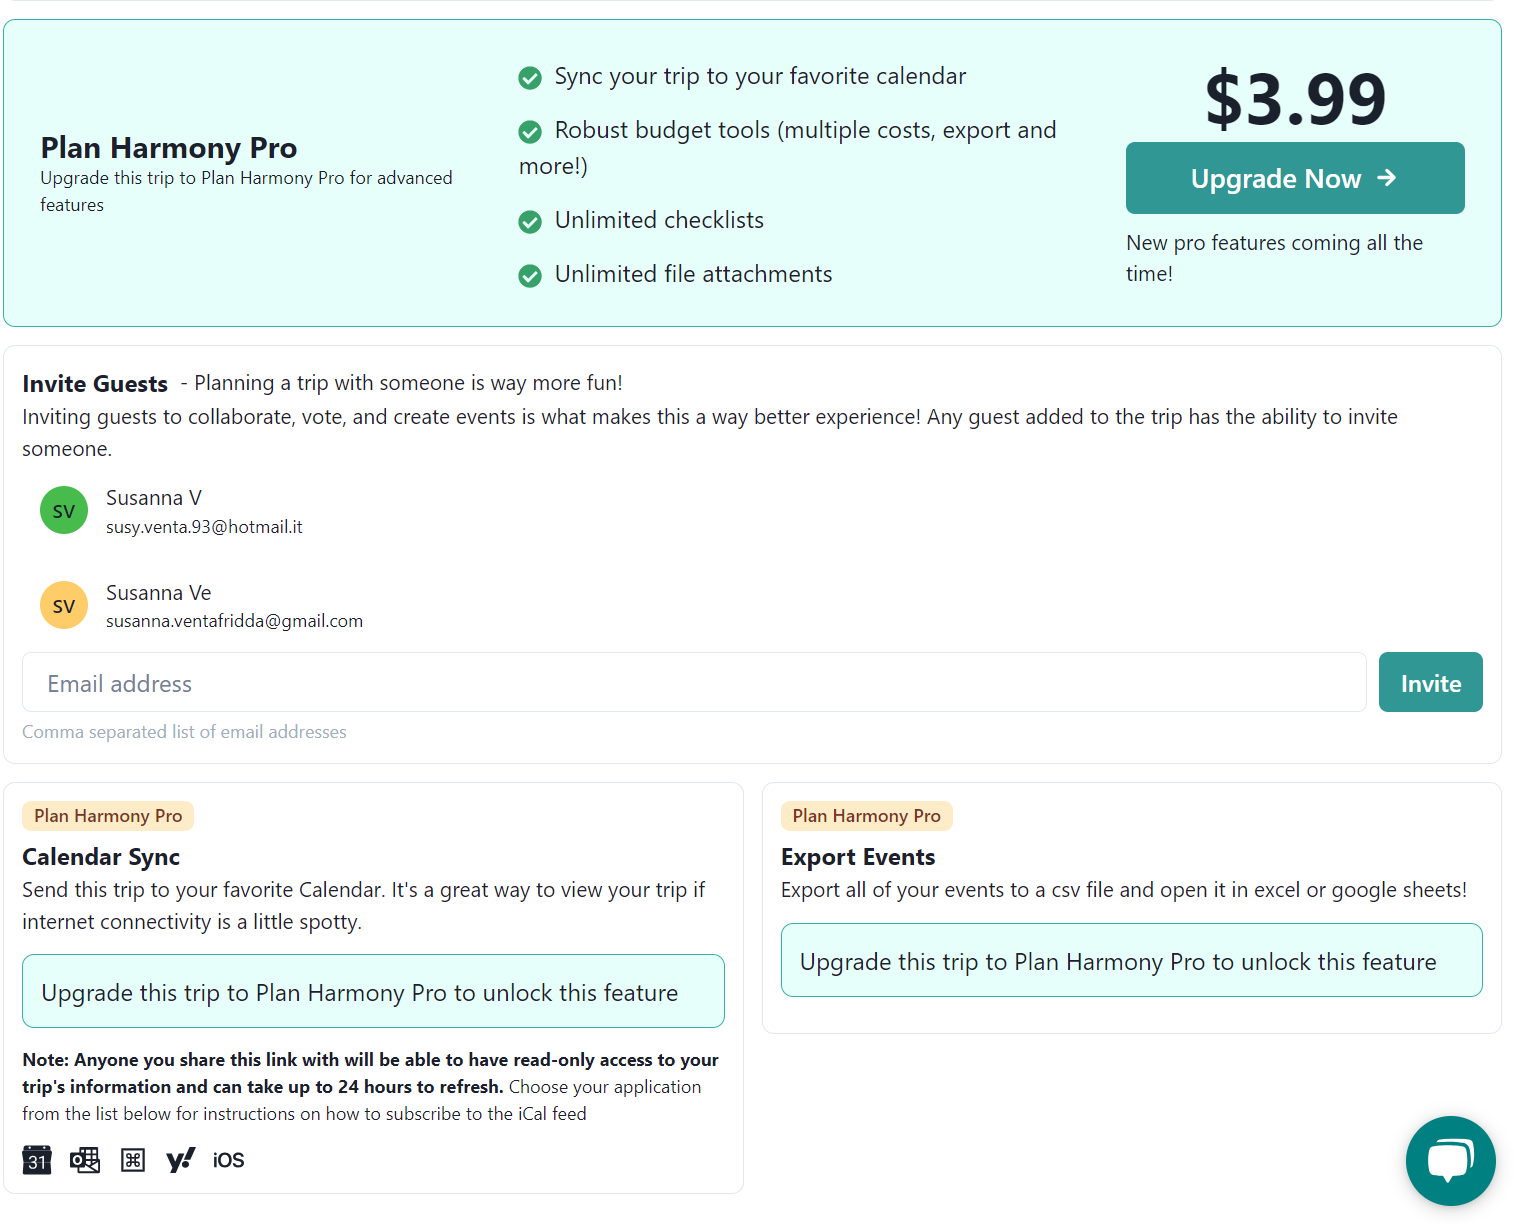 Plan Harmony Pro
Upgrade this trip to Plan Harmony Pro for advanced
features
Sync your trip to your favorite calendar
Robust budget tools (multiple costs, export and
more!)
Unlimited checklists
Unlimited file attachments
$3.99
Upgrade Now
New pro features coming all the
time!
Invite Guests - Planning a trip with someone is way more fun!
Inviting guests to collaborate, vote, and create events is what makes this a way better experience! Any guest added to the trip has the ability to invite
someone.
SV
Susanna V
susy.venta.93@hotmail.it
SV
Susanna Ve
susanna.ventafridda@gmail.com
Email address
Invite
Comma separated list of email addresses
Plan Harmony Pro
Calendar Sync
Send this trip to your favorite Calendar. It's a great way to view your trip if
internet connectivity is a little spotty.
Upgrade this trip to Plan Harmony Pro to unlock this feature
Note: Anyone you share this link with will be able to have read-only access to your
trip's information and can take up to 24 hours to refresh. Choose your application
from the list below for instructions on how to subscribe to the iCal feed
31
O
y!
iOS
Plan Harmony Pro
Export Events
Export all of your events to a csv file and open it in excel or google sheets!
Upgrade this trip to Plan Harmony Pro to unlock this feature